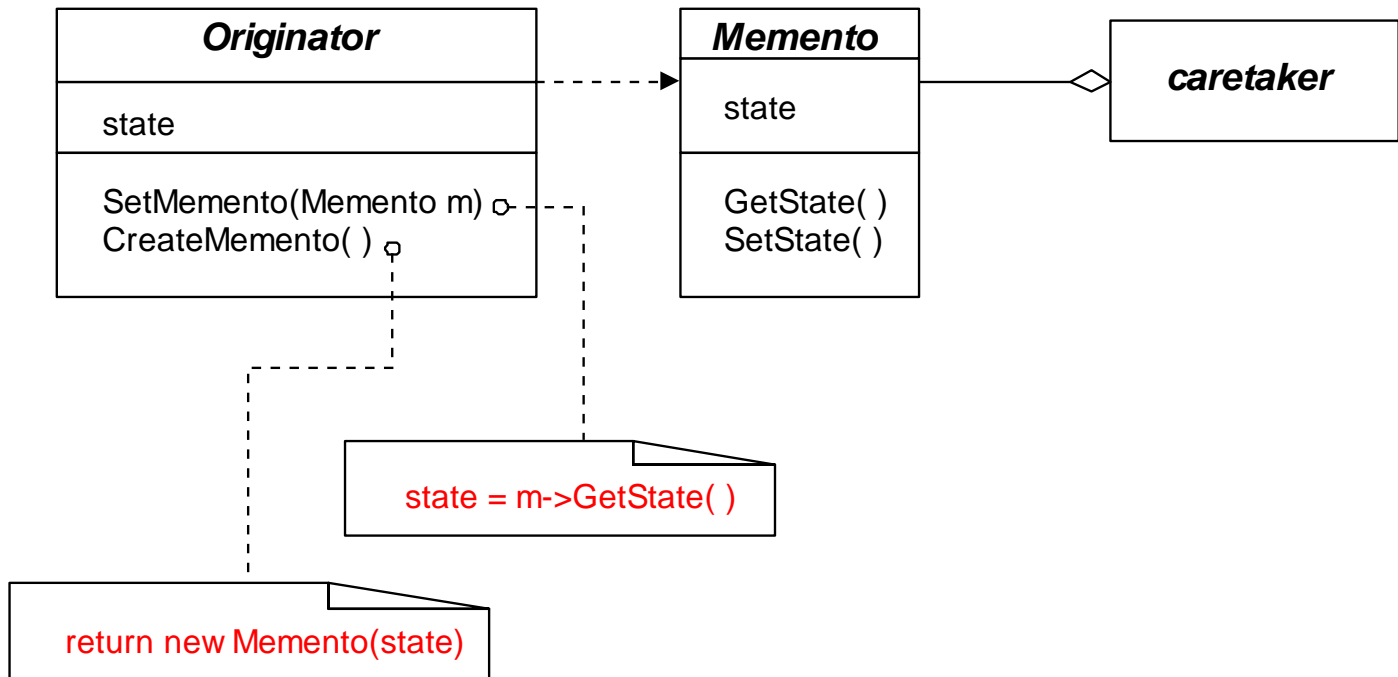 Originator
state
SetMemento(Memento m)
CreateMemento( )
Memento
state
GetState( )
SetState( )
caretaker
state = m->GetState( )
return new Memento(state)